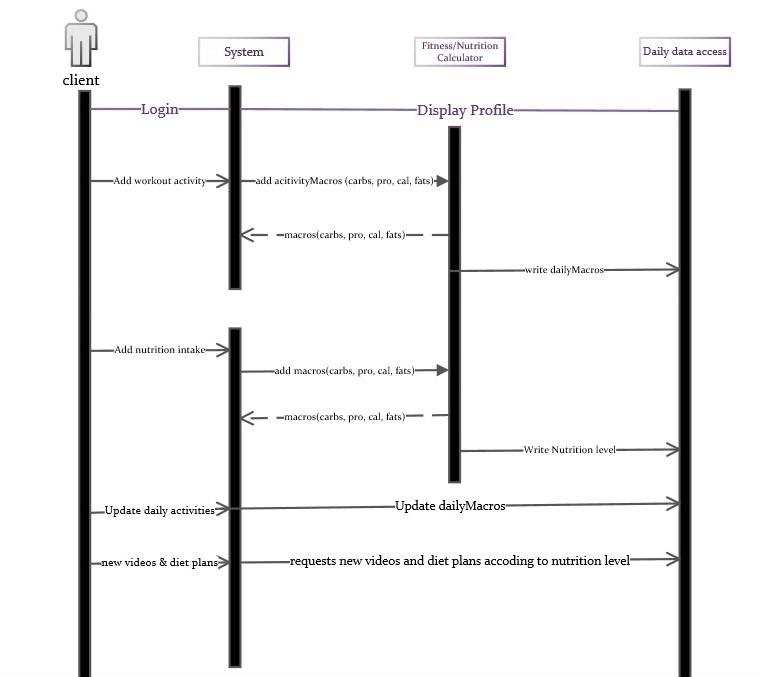 client
System
Fitness/Nutrition
Calculator
Daily data access
Login
Display Profile
Add workout activity
add acitivityMacros (carbs, pro, cal, fats)
macros(carbs, pro, cal, fats)
write dailyMacros
Add nutrition intake
add macros(carbs, pro, cal, fats)
macros(carbs, pro, cal, fats)
Write Nutrition level
Update daily activities
Update dailyMacros
new videos & diet plans
requests new videos and diet plans accoding to nutrition level